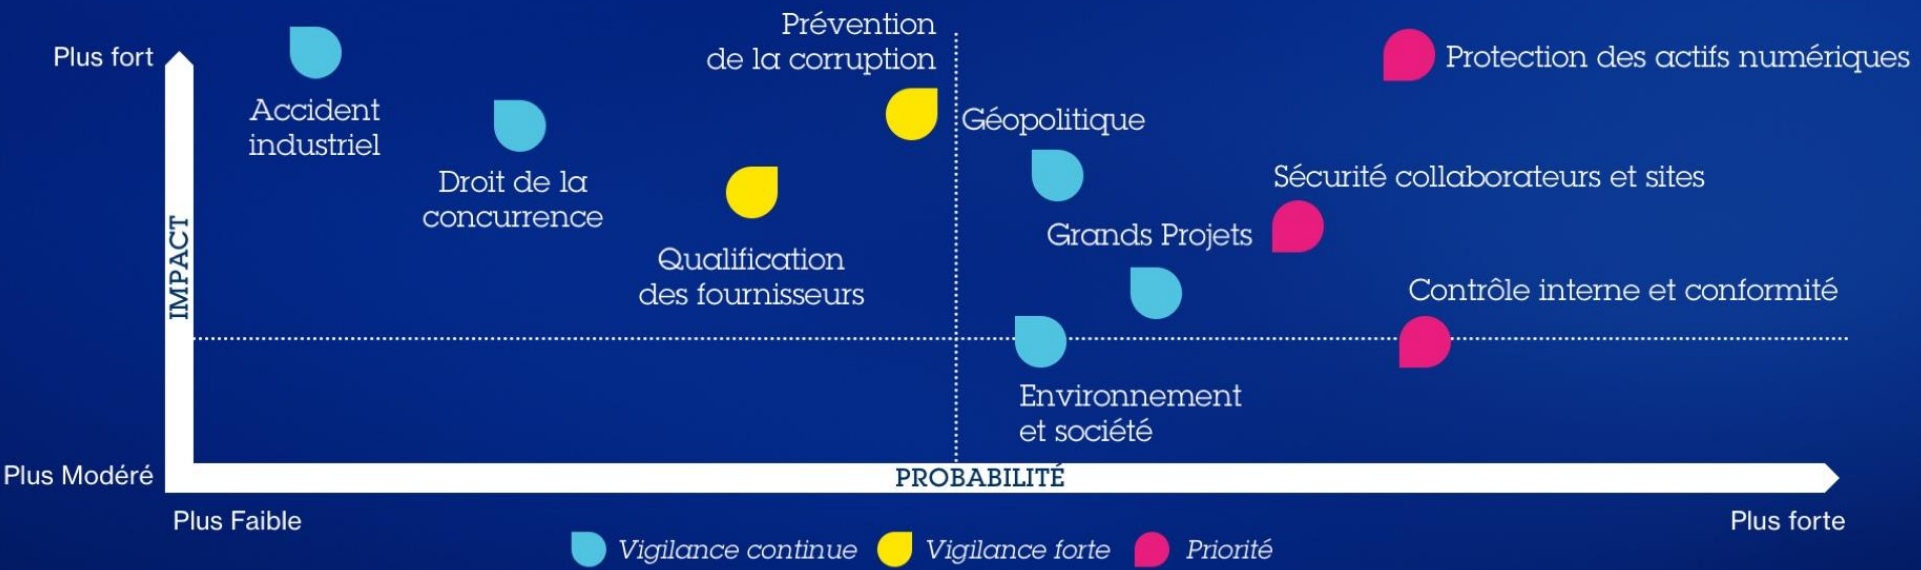 Prévention
de la corruption
Plus fort
Protection des actifs numériques
Accident
industriel
Géopolitique
Droit de la
concurrence
Sécurité collaborateurs et sites
IMPACT
Grands Projets
Qualification
des fournisseurs
Contrôle interne et conformité
Environnement
et société
Plus Modéré
PROBABILITÉ
Plus Faible
Plus forte
Vigilance continue
Vigilance forte
Priorité